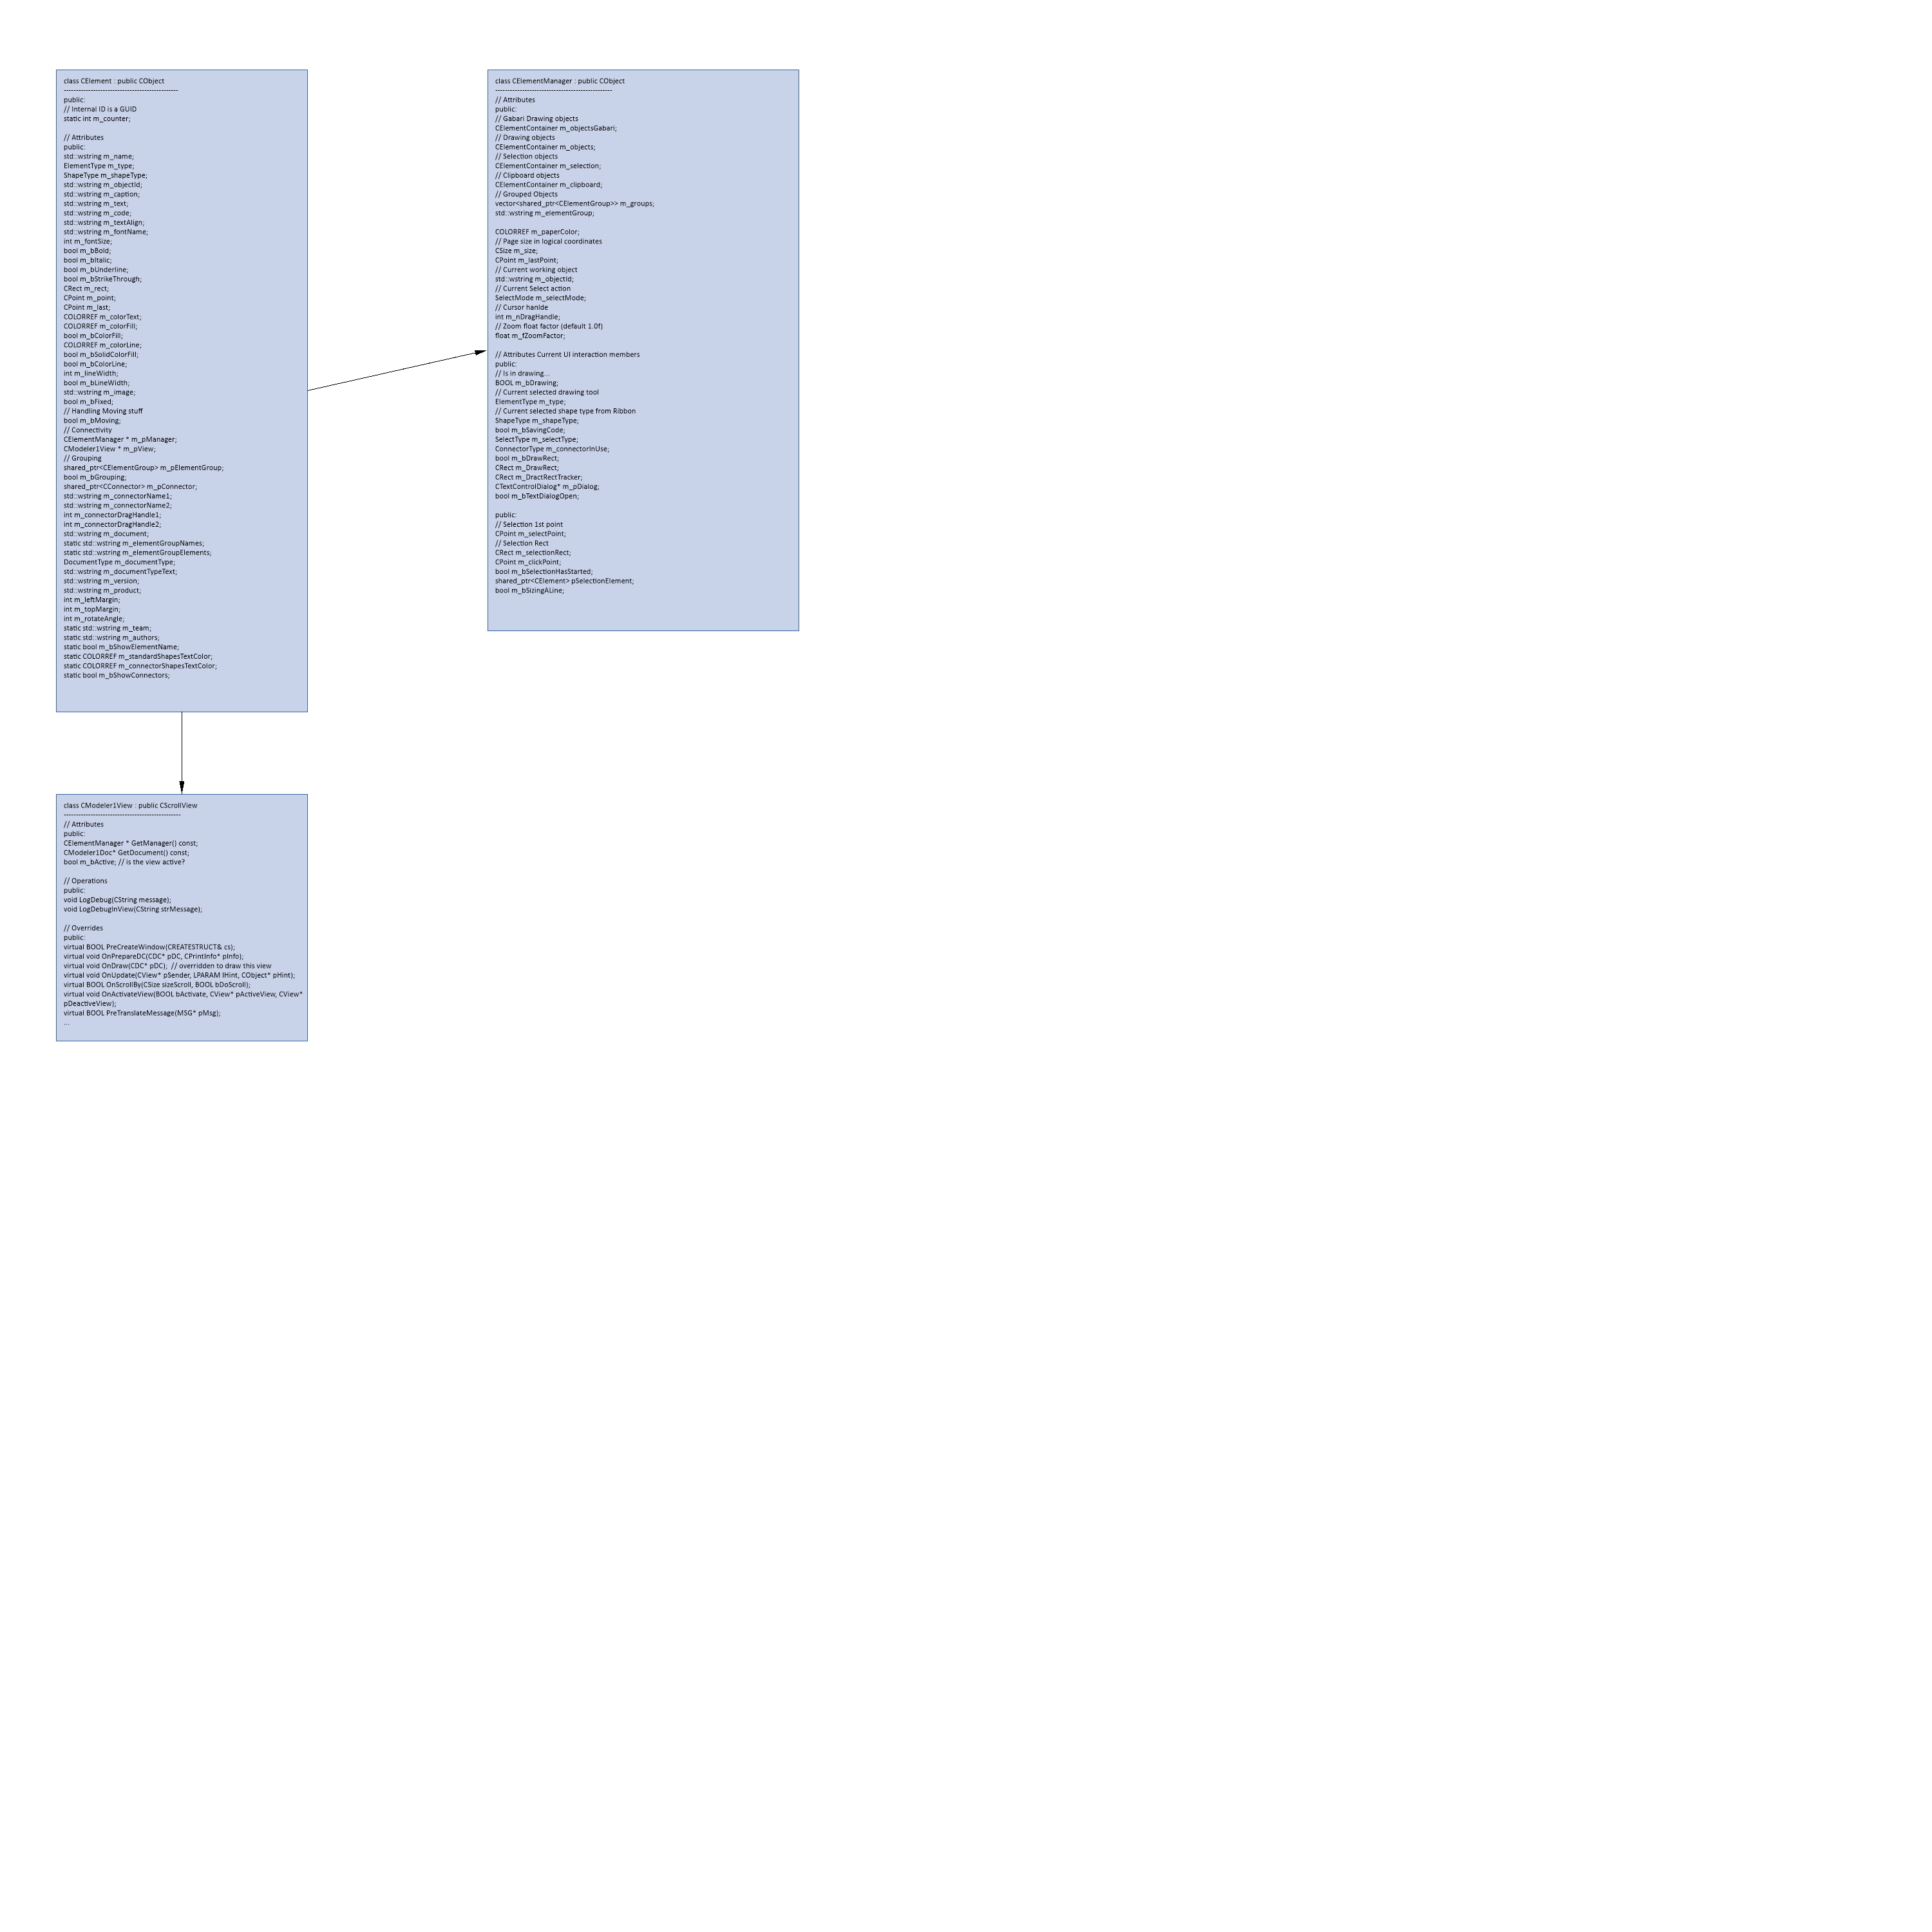 class CElement : public CObject
-----------------------------------------------
public:
// Internal ID is a GUID
static int m_counter;
// Attributes
public:
std::wstring m_name;
ElementType m_type;
ShapeType m_shapeType;
std::wstring m_objectId;
std::wstring m_caption;
std::wstring m_text;
std::wstring m_code;
std::wstring m_textAlign;
std::wstring m_fontName;
int m_fontSize;
bool m_bBold;
bool m_bItalic;
bool m_bUnderline;
bool m_bStrikeThrough;
CRect m_rect;
CPoint m_point;
CPoint m_last;
COLORREF m_colorText;
COLORREF m_colorFill;
bool m_bColorFill;
COLORREF m_colorLine;
bool m_bSolidColorFill;
bool m_bColorLine;
int m_lineWidth;
bool m_bLineWidth;
std::wstring m_image;
bool m_bFixed;
// Handling Moving stuff
bool m_bMoving;
// Connectivity
CElementManager * m_pManager;
CModeler1View * m_pView;
// Grouping
shared_ptr<CElementGroup> m_pElementGroup;
bool m_bGrouping;
shared_ptr<CConnector> m_pConnector;
std::wstring m_connectorName1;
std::wstring m_connectorName2;
int m_connectorDragHandle1;
int m_connectorDragHandle2;
std::wstring m_document;
static std::wstring m_elementGroupNames;
static std::wstring m_elementGroupElements;
DocumentType m_documentType;
std::wstring m_documentTypeText;
std::wstring m_version;
std::wstring m_product;
int m_leftMargin;
int m_topMargin;
int m_rotateAngle;
static std::wstring m_team;
static std::wstring m_authors;
static bool m_bShowElementName;
static COLORREF m_standardShapesTextColor;
static COLORREF m_connectorShapesTextColor;
static bool m_bShowConnectors;
class CElementManager : public CObject
------------------------------------------------
// Attributes
public:
// Gabari Drawing objects
CElementContainer m_objectsGabari;
// Drawing objects
CElementContainer m_objects;
// Selection objects
CElementContainer m_selection;
// Clipboard objects
CElementContainer m_clipboard;
// Grouped Objects
vector<shared_ptr<CElementGroup>> m_groups;
std::wstring m_elementGroup;
COLORREF m_paperColor;
// Page size in logical coordinates
CSize m_size;
CPoint m_lastPoint;
// Current working object
std::wstring m_objectId;
// Current Select action
SelectMode m_selectMode;
// Cursor hanlde
int m_nDragHandle;
// Zoom float factor (default 1.0f)
float m_fZoomFactor;
// Attributes Current UI interaction members
public:
// Is in drawing...
BOOL m_bDrawing;
// Current selected drawing tool
ElementType m_type;
// Current selected shape type from Ribbon
ShapeType m_shapeType;
bool m_bSavingCode;
SelectType m_selectType;
ConnectorType m_connectorInUse;
bool m_bDrawRect;
CRect m_DrawRect;
CRect m_DractRectTracker;
CTextControlDialog* m_pDialog;
bool m_bTextDialogOpen;
public:
// Selection 1st point
CPoint m_selectPoint;
// Selection Rect
CRect m_selectionRect;
CPoint m_clickPoint;
bool m_bSelectionHasStarted;
shared_ptr<CElement> pSelectionElement;
bool m_bSizingALine;
class CModeler1View : public CScrollView
------------------------------------------------
// Attributes
public:
CElementManager * GetManager() const;
CModeler1Doc* GetDocument() const;
bool m_bActive; // is the view active?
// Operations
public:
void LogDebug(CString message);
void LogDebugInView(CString strMessage);
// Overrides
public:
virtual BOOL PreCreateWindow(CREATESTRUCT& cs);
virtual void OnPrepareDC(CDC* pDC, CPrintInfo* pInfo);
virtual void OnDraw(CDC* pDC);  // overridden to draw this view
virtual void OnUpdate(CView* pSender, LPARAM lHint, CObject* pHint);
virtual BOOL OnScrollBy(CSize sizeScroll, BOOL bDoScroll);
virtual void OnActivateView(BOOL bActivate, CView* pActiveView, CView*
pDeactiveView);
virtual BOOL PreTranslateMessage(MSG* pMsg);
...